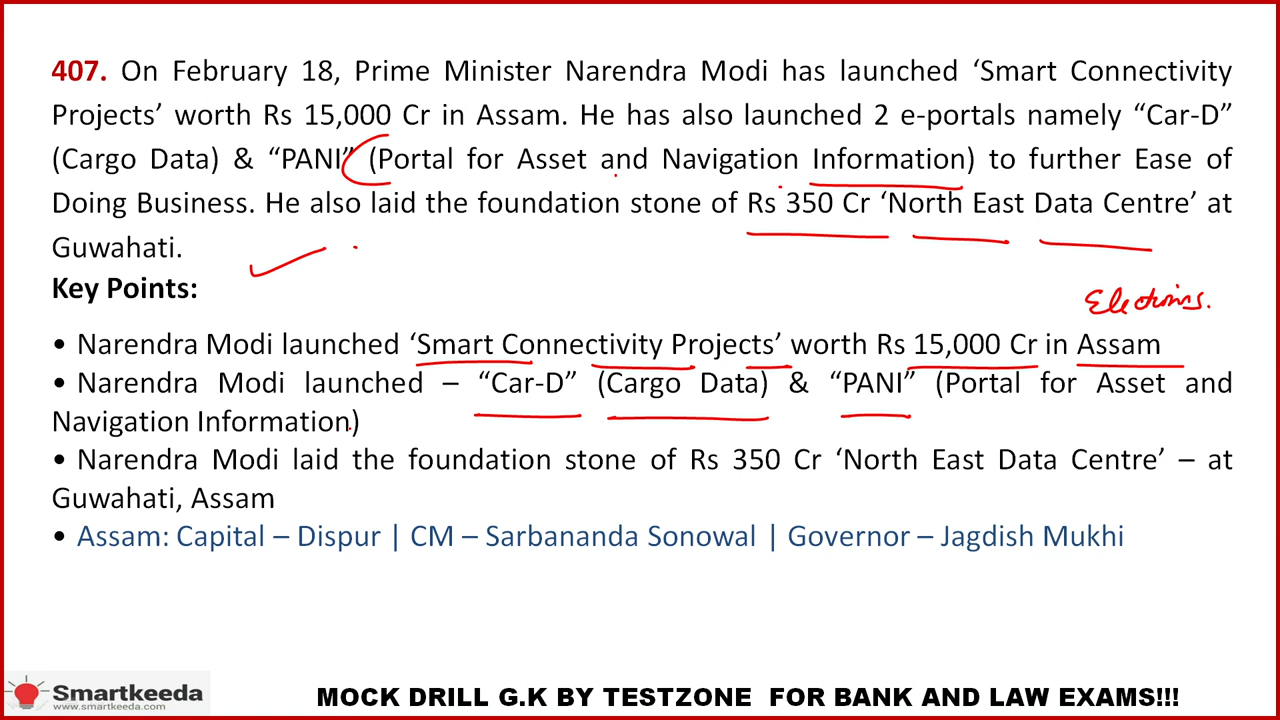 407. On February 18, Prime Minister Narendra Modi has launched ‘Smart Connectivity
Projects’ worth Rs 15,000 Cr in Assam. He has also launched 2 e-portals namely “Car-D”
(Cargo Data) & “PANI” (Portal for Asset and Navigation Information) to further Ease of
Doing Business. He also laid the foundation stone of Rs 350 Cr ‘North East Data Centre’ at
Guwahati.
Key Points:
Elections.
• Narendra Modi launched ‘Smart Connectivity Projects’ worth Rs 15,000 Cr in Assam
• Narendra Modi launched – “Car-D” (Cargo Data) & “PANI” (Portal for Asset and
Navigation Information)
• Narendra Modi laid the foundation stone of Rs 350 Cr ‘North East Data Centre’ – at
Guwahati, Assam
• Assam: Capital – Dispur | CM – Sarbananda Sonowal | Governor – Jagdish Mukhi
Smartkeeda
www.smartkeeda.com
MOCK DRILL G.K BY TESTZONE FOR BANK AND LAW EXAMS!!!